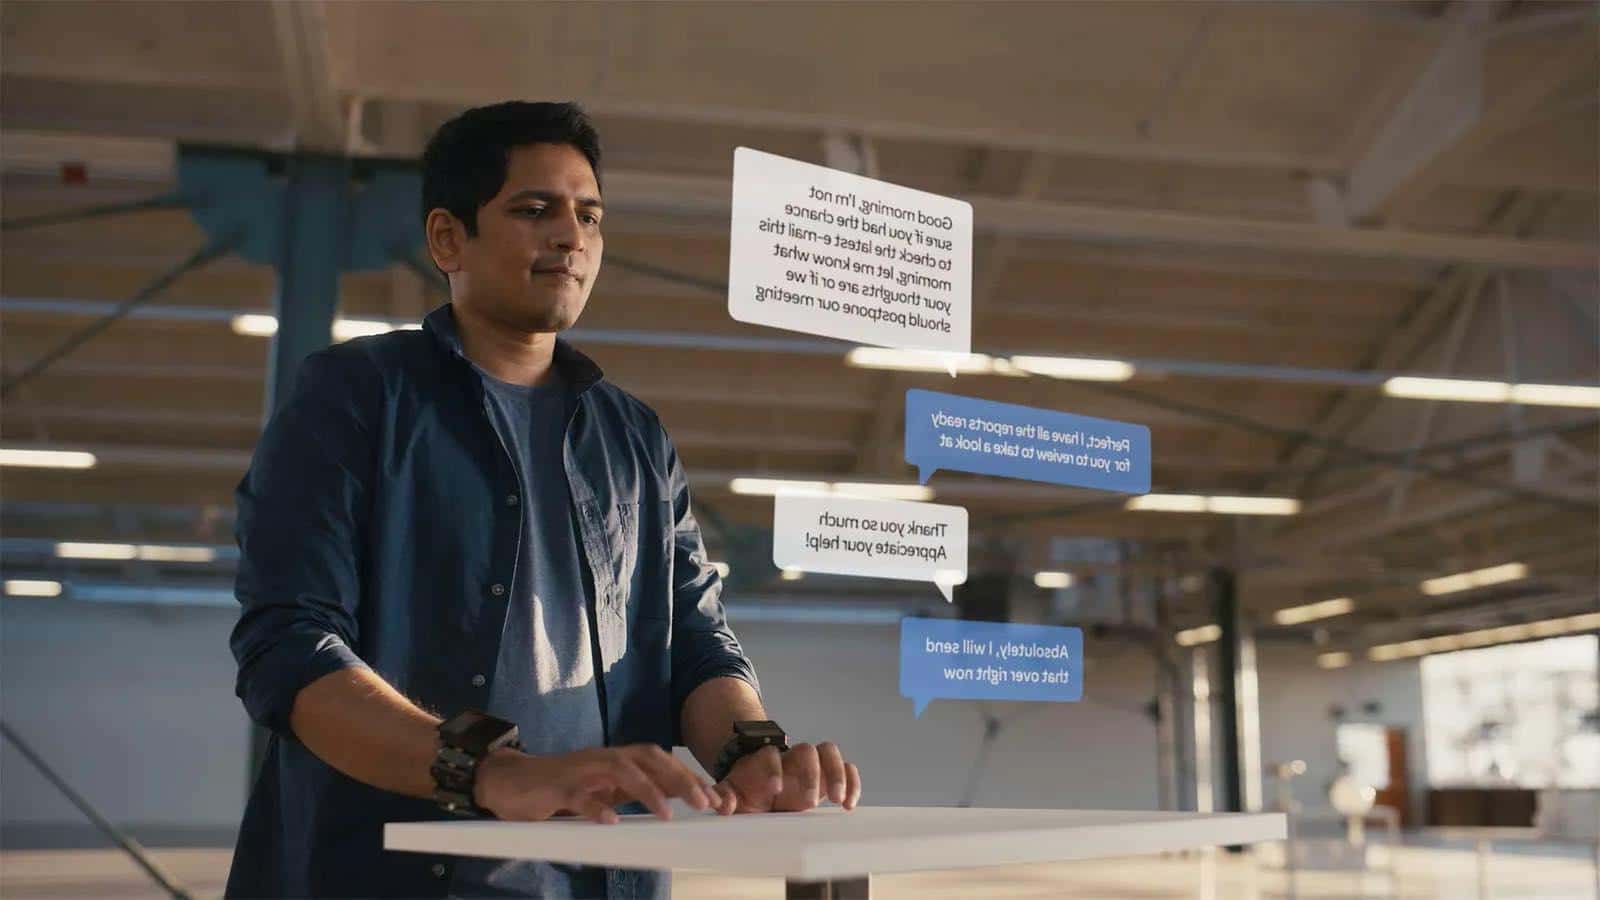 Good morning, I'm not
sure if you had the chance
to check the latest e-mail this
morning, let me know what
your thoughts are or if we
should postpone our meeting
Perfect, I have all the reports ready
for you to review to take a look at
Thank you so much
Appreciate your help!
Absolutely, I will send
that over right now